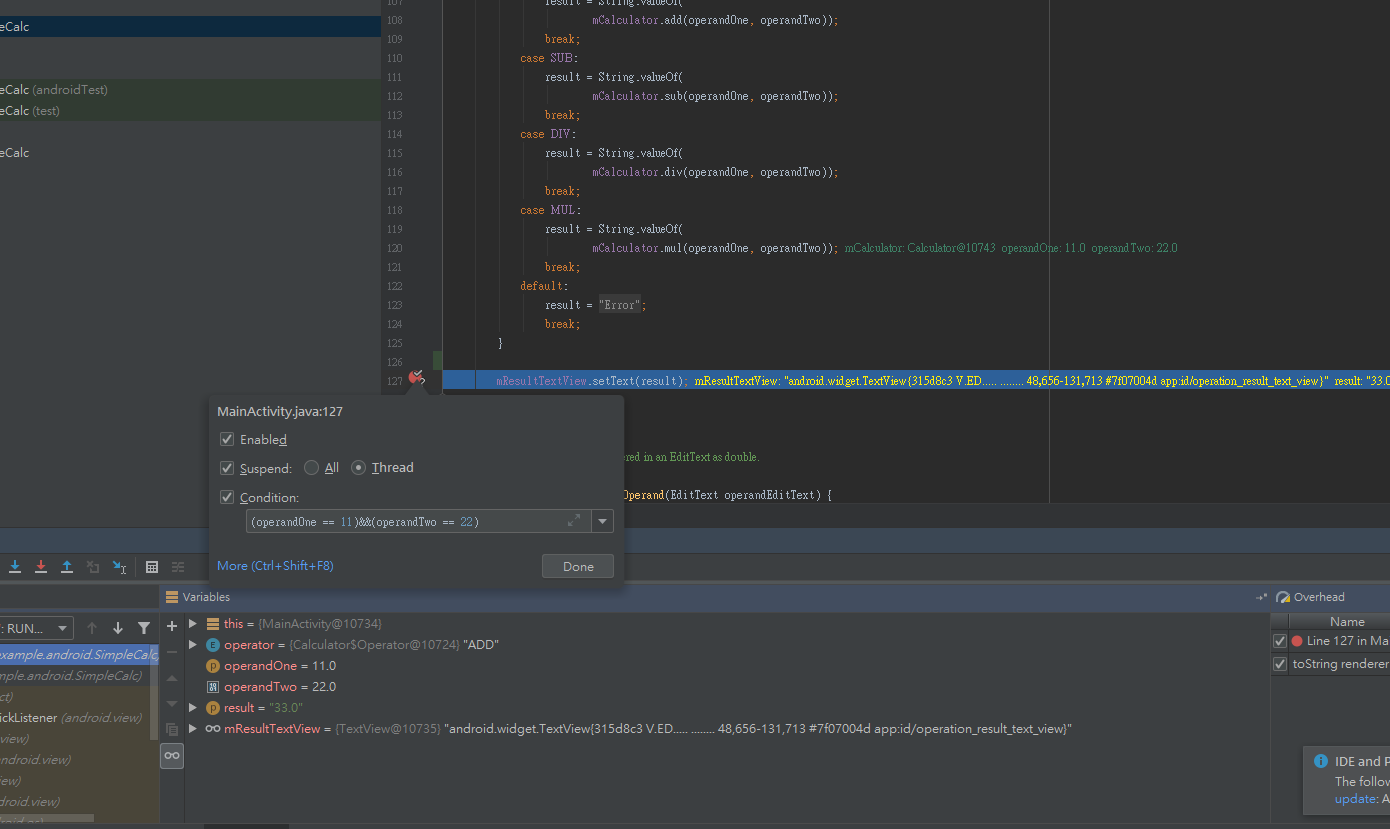 eCalc
eCalc (androidTest)
eCalc (test)
eCalc
107 result = String.valueOf(
108 mCalculator.add(operandOne, operandTwo));
109 break;
110 case SUB:
111 result = String.valueOf(
112 mCalculator.sub(operandOne, operandTwo));
113 break;
114 case DIV:
115 result = String.valueOf(
116 mCalculator.div(operandOne, operandTwo));
117 break;
118 case MUL:
119 result = String.valueOf(
120 mCalculator.mul(operandOne, operandTwo)); mCalculator: Calculator@10743 operandOne: 11.0 operandTwo: 22.0
121 break;
122 default:
123 result = "Error";
124 break;
125 }
126
127 mResultTextView.setText(result); mResultTextView: "android.widget.TextView{315d8c3 V.ED..... ........ 48,656-131,713 #7f07004d app:id/operation_result_text_view}" result: "33.0
ered in an EditText as double.
Operand(EditText operandEditText) {
MainActivity.java:127
Enabled
Suspend: All Thread
Condition:
(operandOne == 11)&&(operandTwo == 22)
More (Ctrl+Shift+F8)
Done
: RUN...
example.android.SimpleCalc
mple.android.SimpleCalc)
ct)
ickListener (android.view)
view)
android.view)
iew)
droid.view)
Variables
this = {MainActivity@10734}
operator = {Calculator$Operator@10724} "ADD"
operandOne = 11.0
operandTwo = 22.0
result = "33.0"
mResultTextView = {TextView@10735} "android.widget.TextView{315d8c3 V.ED..... ........ 48,656-131,713 #7f07004d app:id/operation_result_text_view}"
Overhead
Name
Line 127 in Ma
toString renderer
IDE and P
The follow
update: A